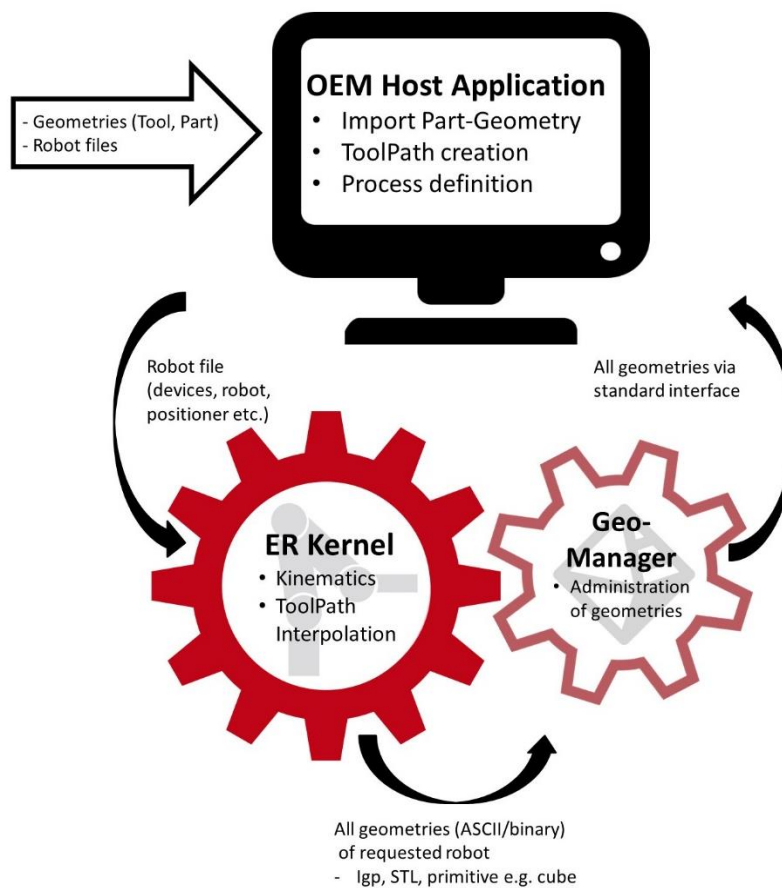 OEM Host Application
• Import Part-Geometry
• ToolPath creation
• Process definition
- Geometries (Tool, Part)
- Robot files
Robot file
(devices, robot,
positioner etc.)
All geometries via
standard interface
ER Kernel
• Kinematics
• ToolPath
Interpolation
Geo-
Manager
• Administration
of geometries
All geometries (ASCII/binary)
of requested robot
- Igp, STL, primitive e.g. cube